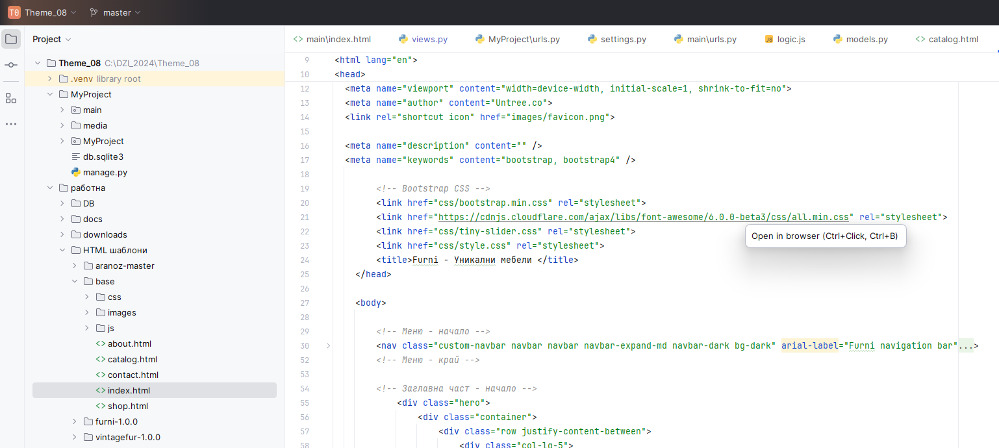 T0 Theme_08 master
Project
Theme_08 C:\DZI_2024\Theme_08
.venv library root
MyProject
main
media
MyProject
db.sqlite3
manage.py
работна
DB
docs
downloads
HTML шаблони
aranoz-master
base
css
images
js
about.html
catalog.html
contact.html
index.html
shop.html
furni-1.0.0
vintagefur-1.0.0
main\index.html views.py MyProject\urls.py settings.py main\urls.py JS logic.js models.py catalog.html
9 <html lang="en">
10 <head>
12 <meta name="viewport" content="width=device-width, initial-scale=1, shrink-to-fit=no">
13 <meta name="author" content="Untree.co">
14 <link rel="shortcut icon" href="images/favicon.png">
15
16 <meta name="description" content="" />
17 <meta name="keywords" content="bootstrap, bootstrap4" />
18
19 <!-- Bootstrap CSS -->
20 <link href="css/bootstrap.min.css" rel="stylesheet">
21 <link href="https://cdnjs.cloudflare.com/ajax/libs/font-awesome/6.0.0-beta3/css/all.min.css" rel="stylesheet">
22 <link href="css/tiny-slider.css" rel="stylesheet">
Open in browser (Ctrl+Click, Ctrl+B)
23 <link href="css/style.css" rel="stylesheet">
24 <title>Furni - Уникални мебели </title>
25 </head>
26
27 <body>
28
29 <!-- Меню - начало -->
30 <nav class="custom-navbar navbar navbar navbar-expand-md navbar-dark bg-dark" arial-label="Furni navigation bar"...>
52 <!-- Меню - край -->
53
54 <!-- Заглавна част - начало -->
55 <div class="hero">
56 <div class="container">
57 <div class="row justify-content-between">
58 <div class="col-lg-5">